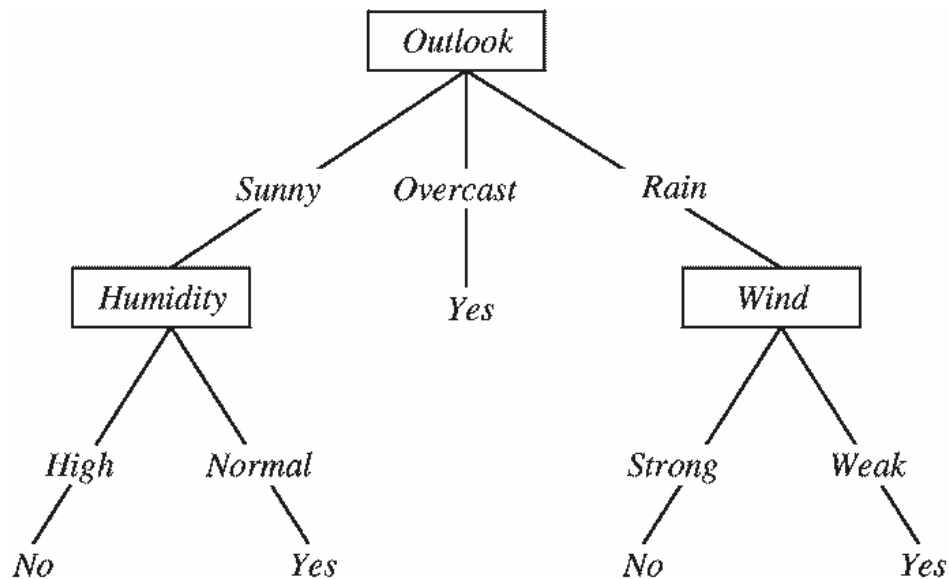 Outlook
Sunny Overcast Rain
Humidity Yes Wind
High Normal Strong Weak
No Yes No Yes